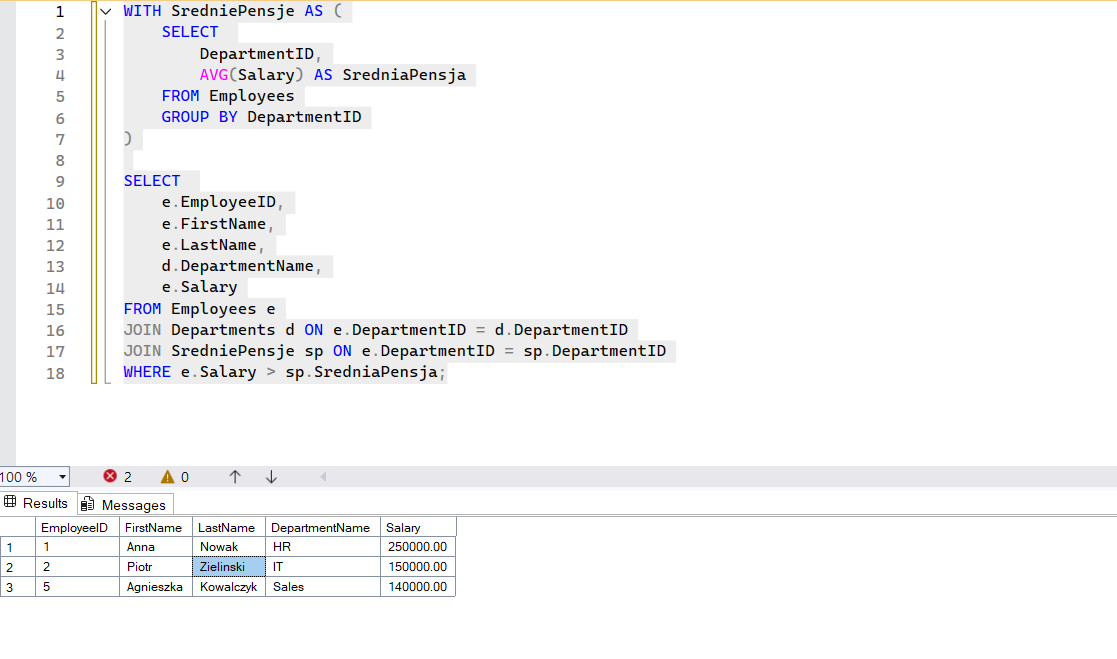 1 WITH SredniePensje AS (
2 SELECT
3 DepartmentID,
4 AVG(Salary) AS SredniaPensja
5 FROM Employees
6 GROUP BY DepartmentID
7 )
8
9 SELECT
10 e.EmployeeID,
11 e.FirstName,
12 e.LastName,
13 d.DepartmentName,
14 e.Salary
15 FROM Employees e
16 JOIN Departments d ON e.DepartmentID = d.DepartmentID
17 JOIN SredniePensje sp ON e.DepartmentID = sp.DepartmentID
18 WHERE e.Salary > sp.SredniaPensja;
100 % 2 0
Results Messages
EmployeeID FirstName LastName DepartmentName Salary
1 1 Anna Nowak HR 250000.00
2 2 Piotr Zielinski IT 150000.00
3 5 Agnieszka Kowalczyk Sales 140000.00